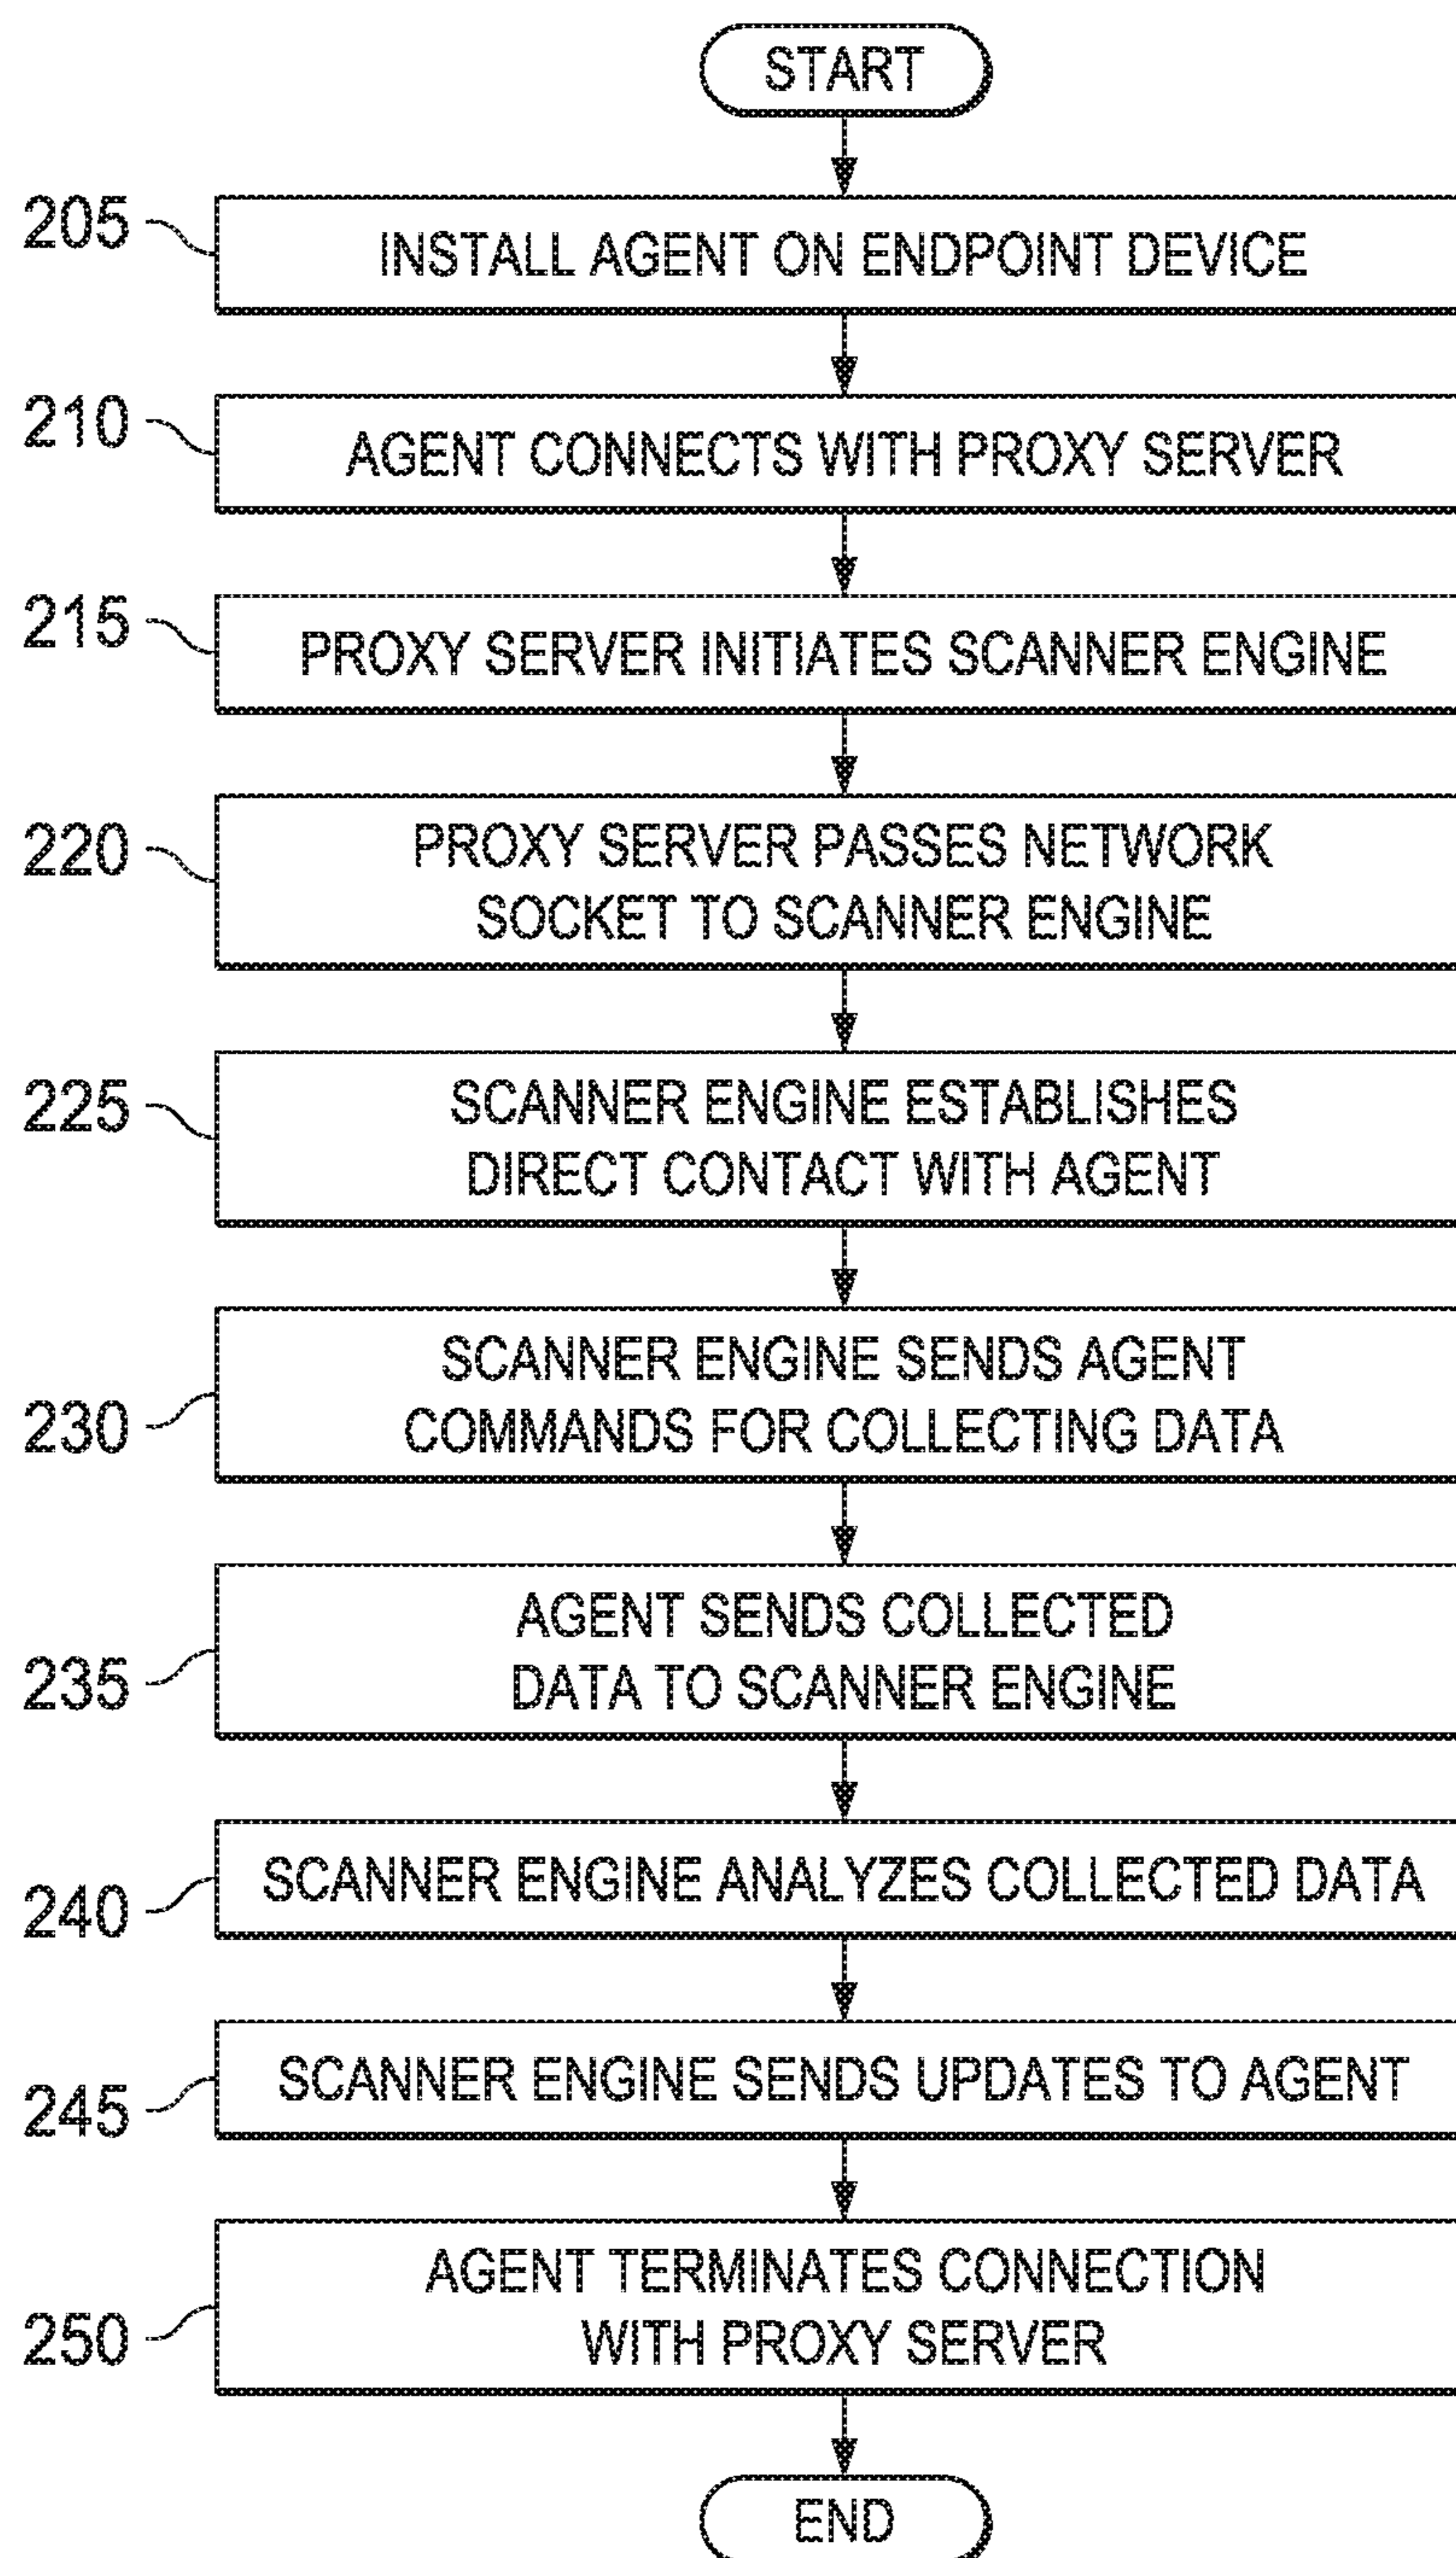 START
205
INSTALL AGENT ON ENDPOINT DEVICE
210
AGENT CONNECTS WITH PROXY SERVER
215
PROXY SERVER INITIATES SCANNER ENGINE
220
PROXY SERVER PASSES NETWORK
SOCKET TO SCANNER ENGINE
225
SCANNER ENGINE ESTABLISHES
DIRECT CONTACT WITH AGENT
230
SCANNER ENGINE SENDS AGENT
COMMANDS FOR COLLECTING DATA
235
AGENT SENDS COLLECTED
DATA TO SCANNER ENGINE
240
SCANNER ENGINE ANALYZES COLLECTED DATA
245
SCANNER ENGINE SENDS UPDATES TO AGENT
250
AGENT TERMINATES CONNECTION
WITH PROXY SERVER
END